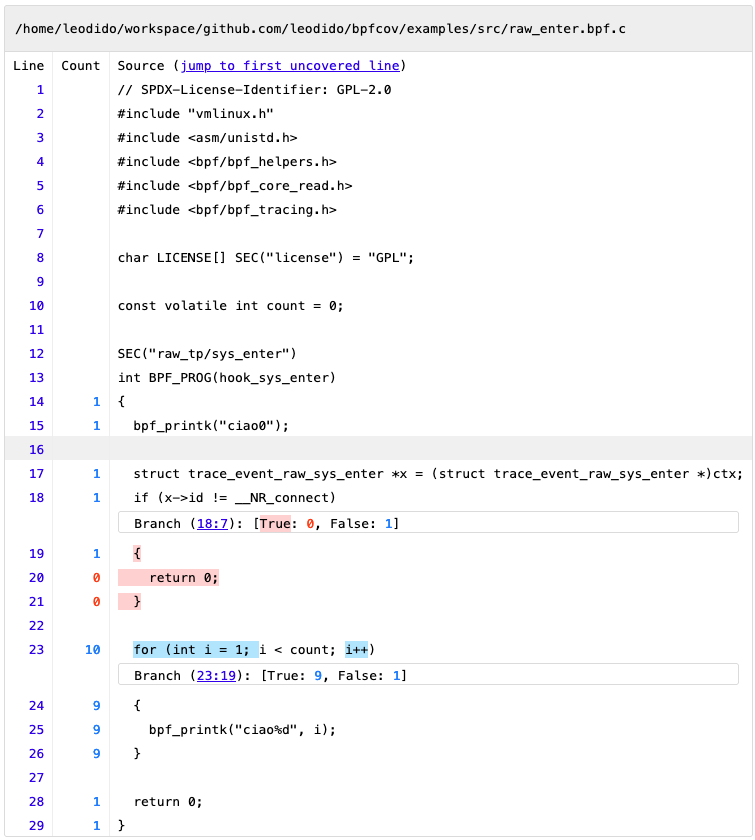 /home/leodido/workspace/github.com/leodido/bpfcov/examples/src/raw_enter.bpf.c
Line Count Source (jump to first uncovered line)
1 // SPDX-License-Identifier: GPL-2.0
2 #include "vmlinux.h"
3 #include <asm/unistd.h>
4 #include <bpf/bpf_helpers.h>
5 #include <bpf/bpf_core_read.h>
6 #include <bpf/bpf_tracing.h>
7
8 char LICENSE[] SEC("license") = "GPL";
9
10 const volatile int count = 0;
11
12 SEC("raw_tp/sys_enter")
13 int BPF_PROG(hook_sys_enter)
14 1 {
15 1 bpf_printk("ciao0");
16
17 1 struct trace_event_raw_sys_enter *x = (struct trace_event_raw_sys_enter *)ctx;
18 1 if (x->id != __NR_connect)
Branch (18:7): [True: 0, False: 1]
19 1 {
20 0 return 0;
21 0 }
22
23 10 for (int i = 1; i < count; i++)
Branch (23:19): [True: 9, False: 1]
24 9 {
25 9 bpf_printk("ciao%d", i);
26 9 }
27
28 1 return 0;
29 1 }